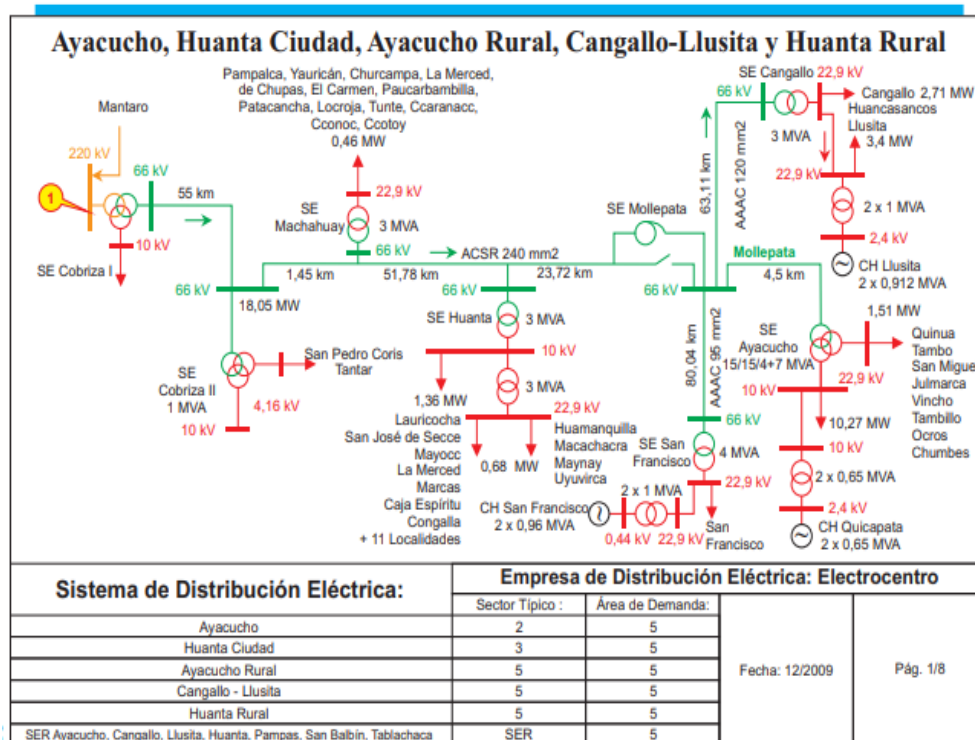 Ayacucho, Huanta Ciudad, Ayacucho Rural, Cangallo-Llusita y Huanta Rural
Pampalca, Yauricán, Churcampa, La Merced,
de Chupas, El Carmen, Paucarbambilla,
Patacancha, Locroja, Tunte, Ccaranacc,
Cconoc, Ccotoy
0,46 MW
Mantaro
220 kV
66 kV
1
55 km
10 kV
SE Cobriza I
22,9 kV
SE
Machahuay
3 MVA
66 kV
ACSR 240 mm2
1,45 km
51,78 km
23,72 km
66 kV
18,05 MW
SE
Cobriza II
1 MVA
10 kV
4,16 kV
San Pedro Coris
Tantar
66 kV
SE Huanta
3 MVA
10 kV
3 MVA
1,36 MW
22,9 kV
Lauricocha
San José de Secce
Mayocc
La Merced
Marcas
Caja Espíritu
Congalla
+ 11 Localidades
0,68 MW
Huamanquilla
Macachacra
Maynay
Uyuvirca
SE Mollepata
66 kV
Mollepata
4,5 km
63,11 km
AAAC 120 mm2
SE Cangallo
22,9 kV
66 kV
3 MVA
Cangallo 2,71 MW
Huancasancos
Llusita
3,4 MW
22,9 kV
2 x 1 MVA
2,4 kV
CH Llusita
2 x 0,912 MVA
80,04 km
AAAC 95 mm2
66 kV
SE San
Francisco
4 MVA
22,9 kV
2 x 1 MVA
CH San Francisco
2 x 0,96 MVA
0,44 kV
22,9 kV
San
Francisco
1,51 MW
SE
Ayacucho
15/15/4+7 MVA
22,9 kV
Quinua
Tambo
San Migue
Julmarca
Vincho
Tambillo
Ocros
Chumbes
10 kV
10,27 MW
10 kV
2 x 0,65 MVA
2,4 kV
CH Quicapata
2 x 0,65 MVA
Sistema de Distribución Eléctrica:
Empresa de Distribución Eléctrica: Electrocentro
Sector Típico :
Área de Demanda:
Ayacucho 2 5
Huanta Ciudad 3 5
Ayacucho Rural 5 5
Cangallo - Llusita 5 5
Huanta Rural 5 5
SER Ayacucho, Cangallo, Llusita, Huanta, Pampas, San Balbín, Tablachaca SER 5
Fecha: 12/2009
Pág. 1/8